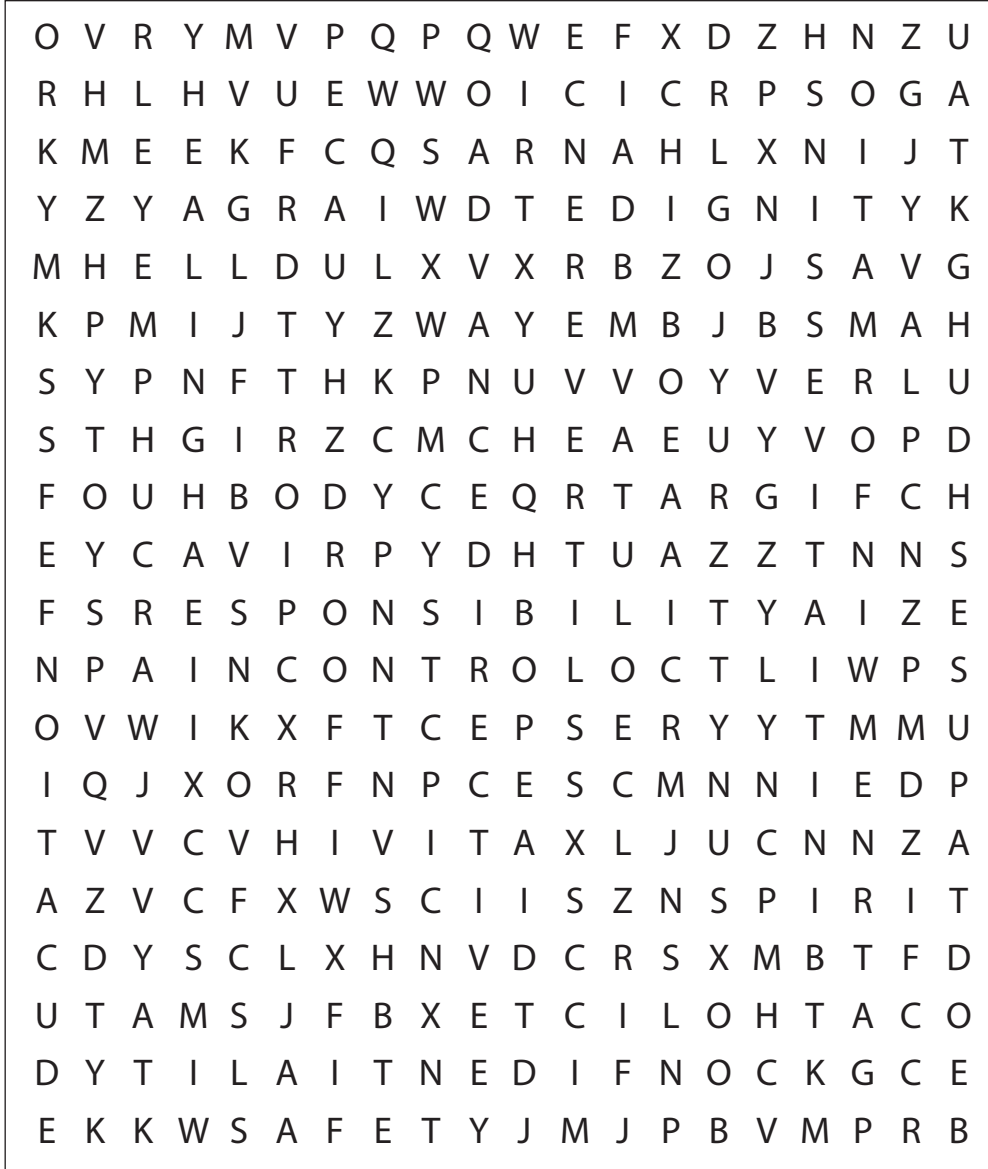 O V R Y M V P Q P Q W E F X D Z H N Z U
R H L H V U E W W O I C I C R P S O G A
K M E E K F C Q S A R N A H L X N I J T
Y Z Y A G R A I W D T E D I G N I T Y K
M H E L L D U L X V X R B Z O J S A V G
K P M I J T Y Z W A Y E M B J B S M A H
S Y P N F T H K P N U V V O Y V E R L U
S T H G I R Z C M C H E A E U Y V O P D
F O U H B O D Y C E Q R T A R G I F C H
E Y C A V I R P Y D H T U A Z Z T N N S
F S R E S P O N S I B I L I T Y A I Z E
N P A I N C O N T R O L O C T L I W P S
O V W I K X F T C E P S E R Y Y T M M U
I Q J X O R F N P C E S C M N N I E D P
T V V C V H I V I T A X L J U C N N Z A
A Z V C F X W S C I I S Z N S P I R I T
C D Y S C L X H N V D C R S X M B T F D
U T A M S J F B X E T C I L O H T A C O
D Y T I L A I T N E D I F N O C K G C E
E K K W S A F E T Y J M J P B V M P R B